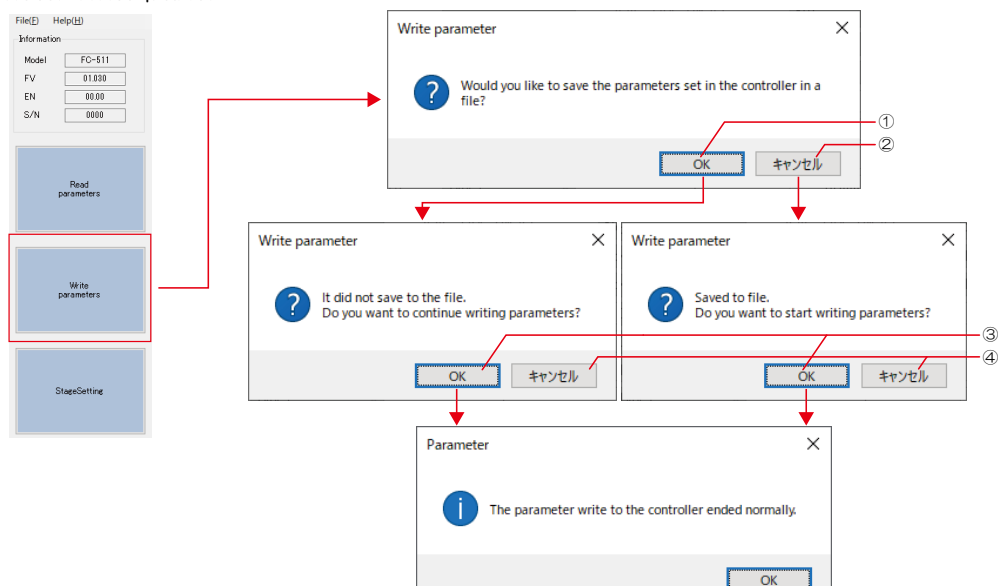 File(F) Help(H)
Information
Model FC-511
FV 01.030
EN 00.00
S/N 0000
Read
parameters
Write
parameters
StageSetting
Write parameter
Would you like to save the parameters set in the controller in a
file?
OK キャンセル
①
②
Write parameter
It did not save to the file.
Do you want to continue writing parameters?
OK キャンセル
Write parameter
Saved to file.
Do you want to start writing parameters?
OK キャンセル
③
④
Parameter
The parameter write to the controller ended normally.
OK